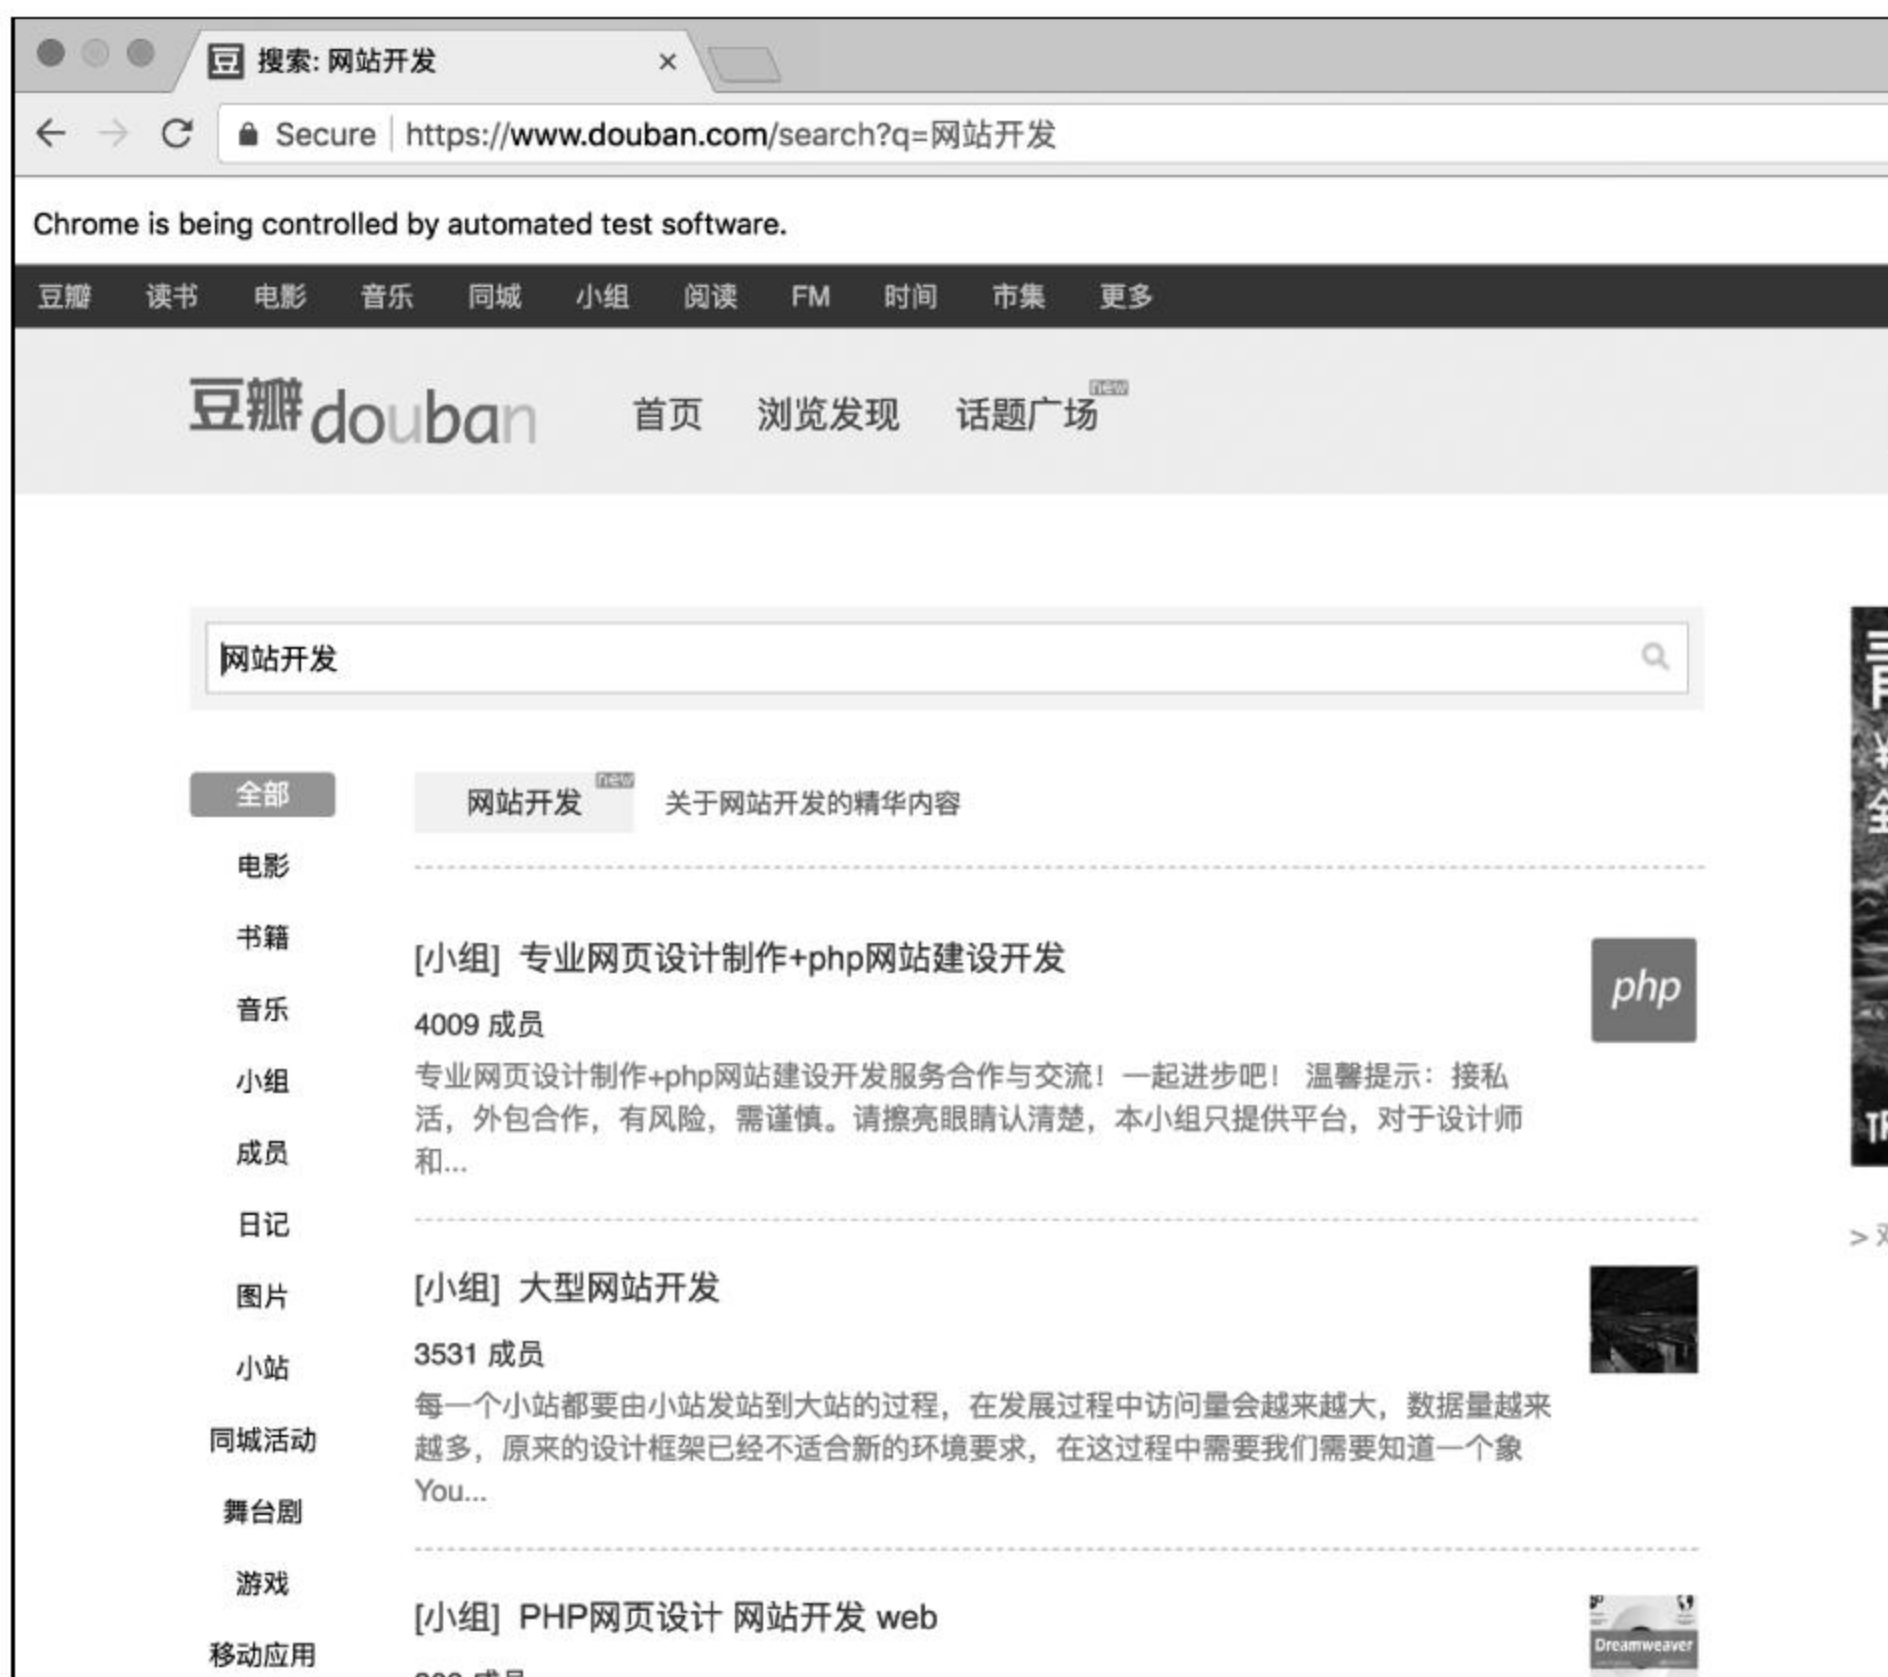 豆 搜索: 网站开发 ×
Secure https://www.douban.com/search?q=网站开发
Chrome is being controlled by automated test software.
豆瓣 读书 电影 音乐 同城 小组 阅读 FM 时间 市集 更多
豆瓣douban 首页 浏览发现 话题广场 new
网站开发
全部
电影
书籍
音乐
小组
成员
日记
图片
小站
同城活动
舞台剧
游戏
移动应用
网站开发 new 关于网站开发的精华内容
[小组] 专业网页设计制作+php网站建设开发
4009 成员
专业网页设计制作+php网站建设开发服务合作与交流！一起进步吧！ 温馨提示：接私
活，外包合作，有风险，需谨慎。请擦亮眼睛认清楚，本小组只提供平台，对于设计师
和...
php
[小组] 大型网站开发
3531 成员
每一个小站都要由小站发站到大站的过程，在发展过程中访问量会越来越大，数据量越来
越多，原来的设计框架已经不适合新的环境要求，在这过程中需要我们需要知道一个象
You...
[小组] PHP网页设计 网站开发 web
Dreamweaver